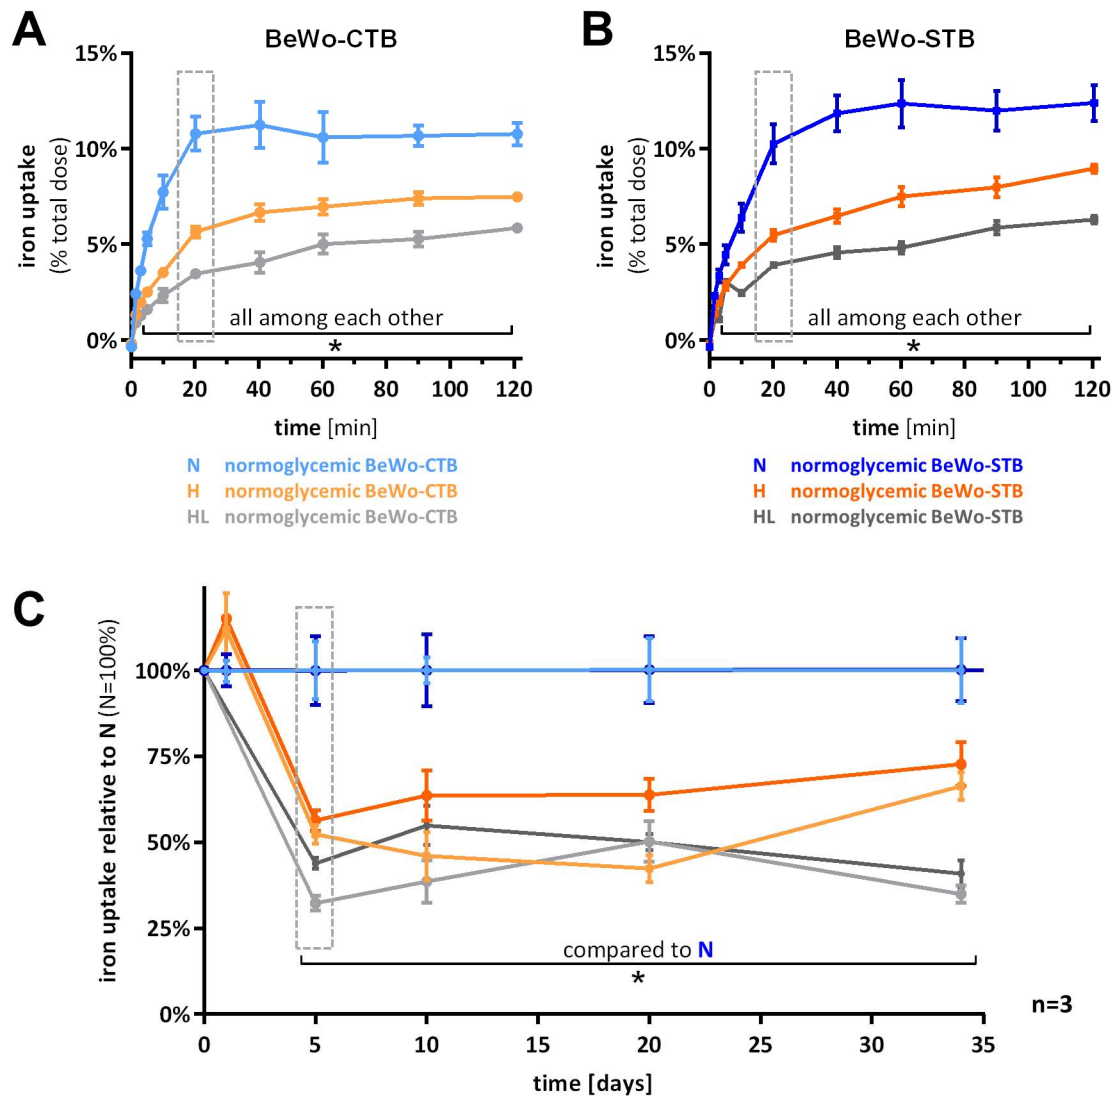 A
BeWo-CTB
15%
10%
5%
0%
iron uptake
(% total dose)
all among each other
*
0 20 40 60 80 100 120
time [min]
N normoglycemic BeWo-CTB
H normoglycemic BeWo-CTB
HL normoglycemic BeWo-CTB
B
BeWo-STB
15%
10%
5%
0%
iron uptake
(% total dose)
all among each other
*
0 20 40 60 80 100 120
time [min]
N normoglycemic BeWo-STB
H normoglycemic BeWo-STB
HL normoglycemic BeWo-STB
C
iron uptake relative to N (N=100%)
100%
75%
50%
25%
0%
compared to N
*
n=3
0 5 10 15 20 25 30 35
time [days]